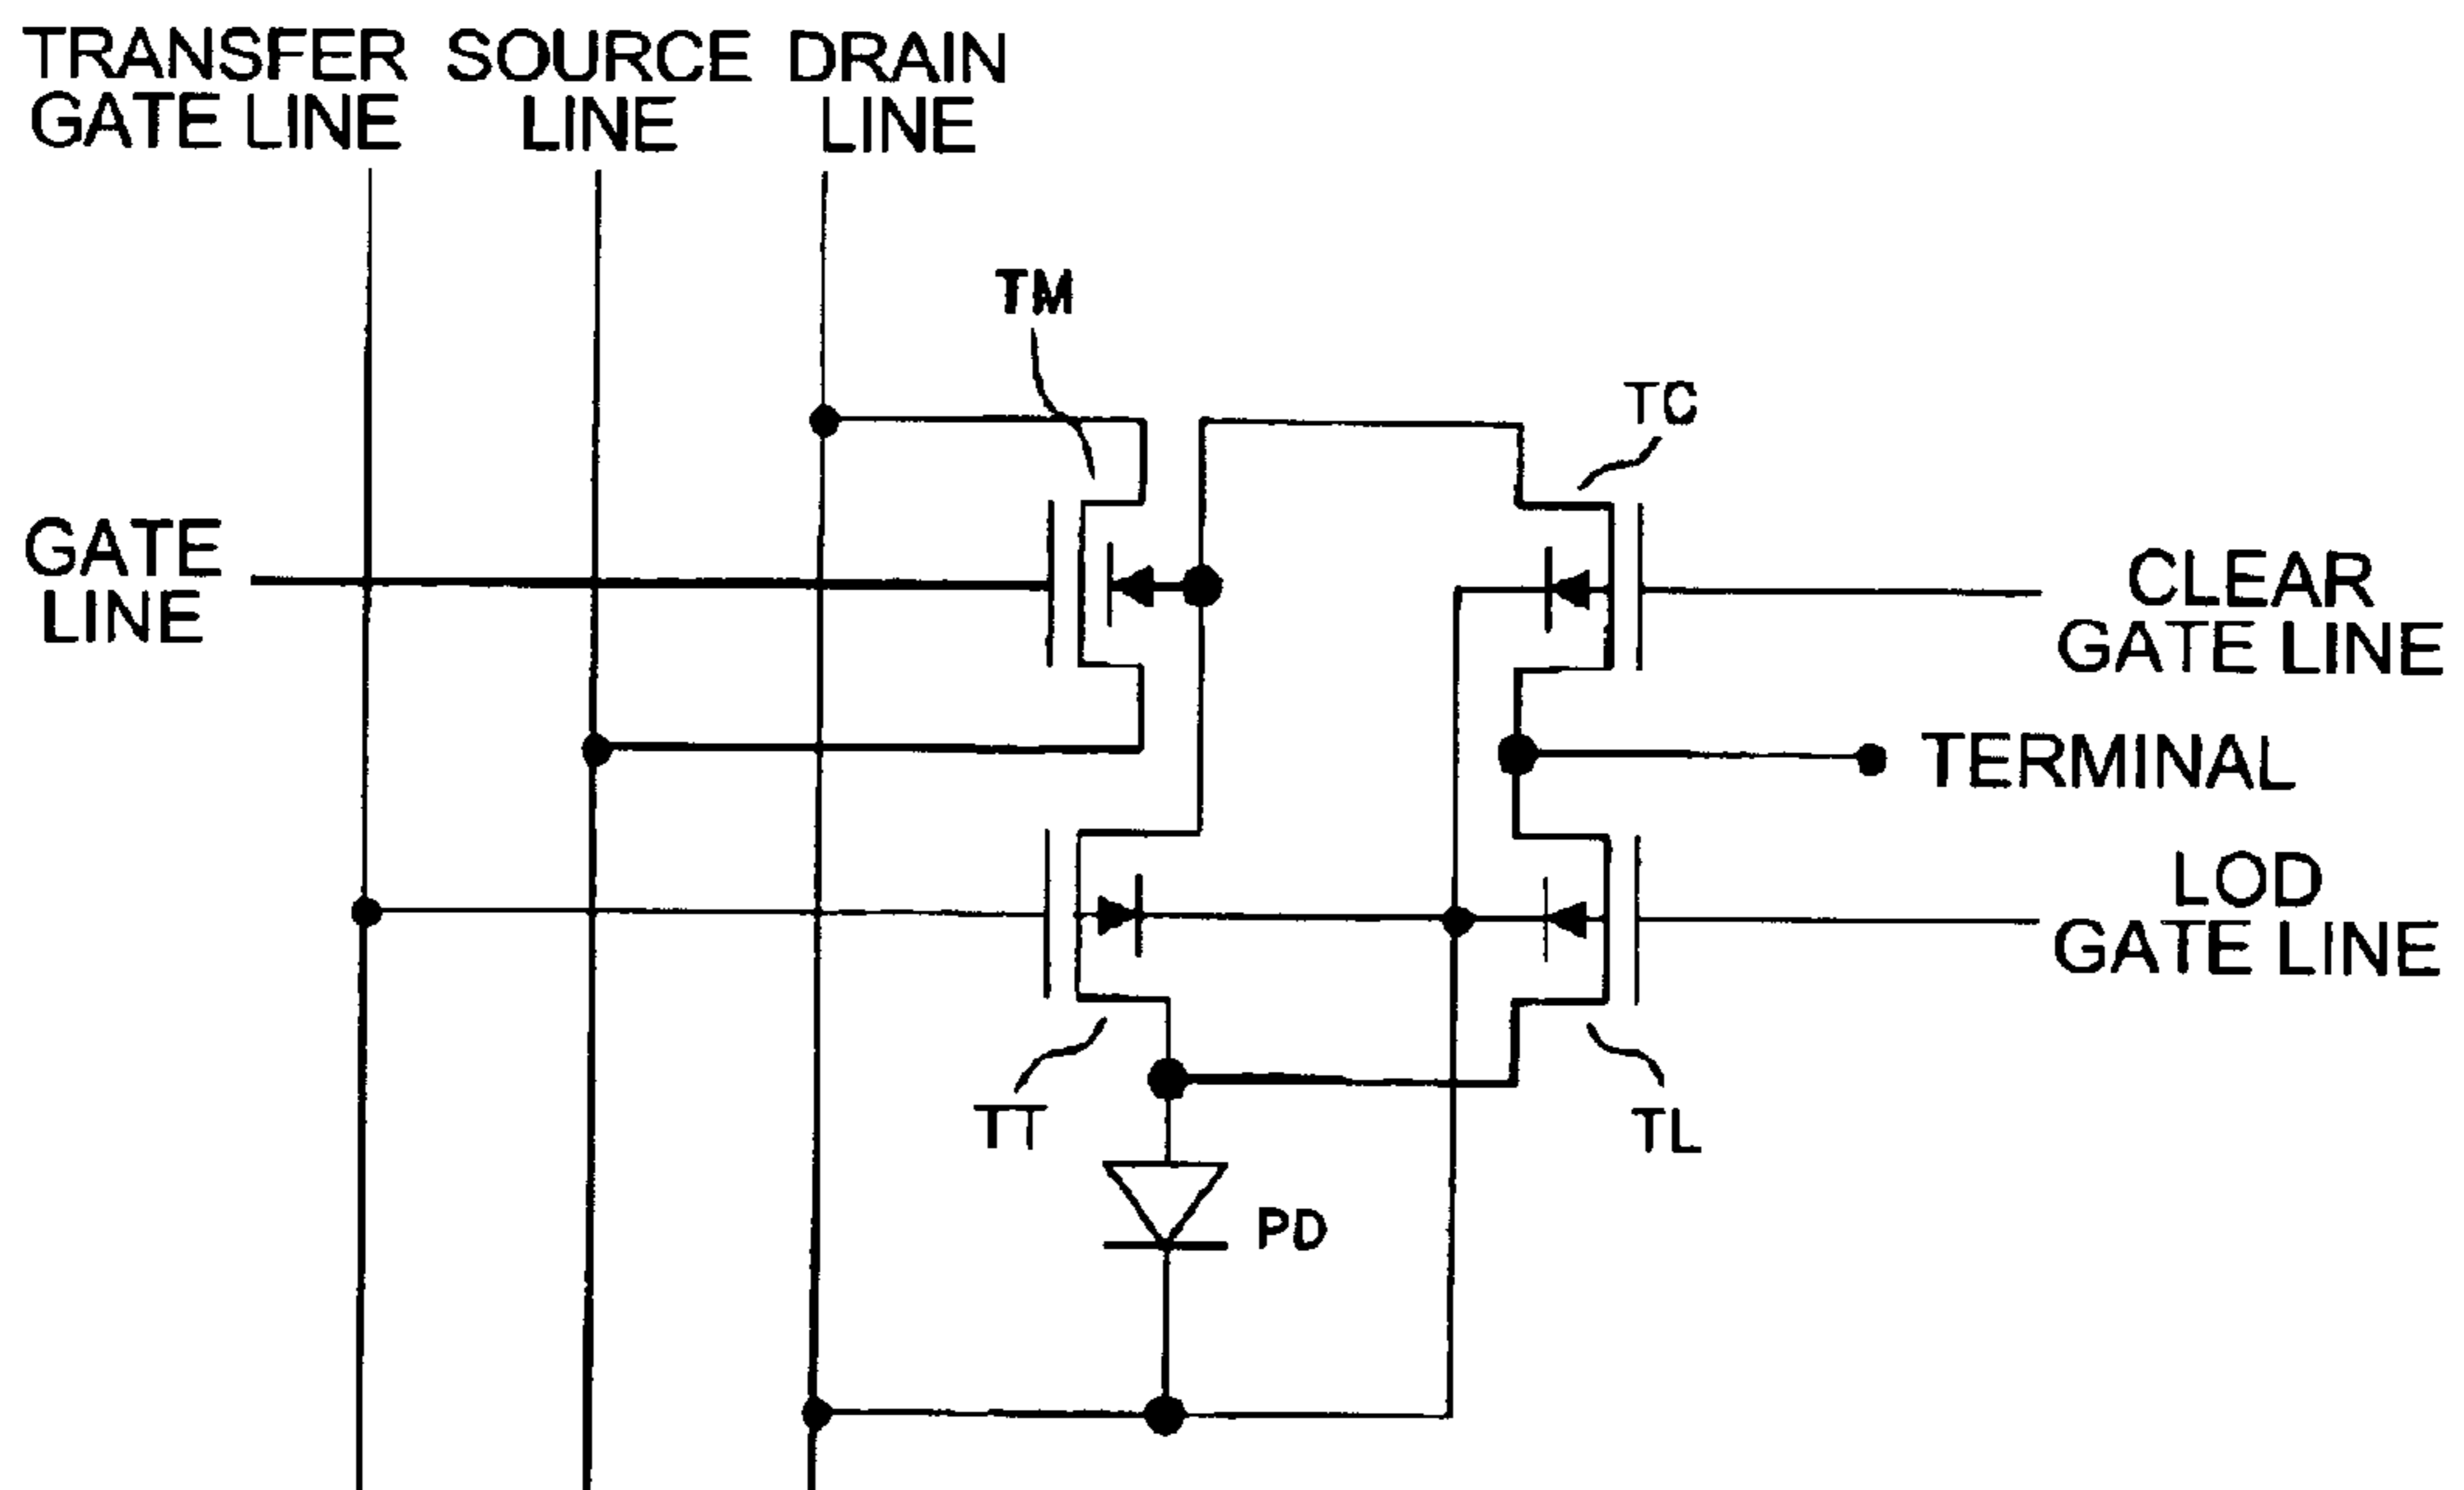 TRANSFER
GATE LINE
SOURCE
LINE
DRAIN
LINE
TM
TC
GATE
LINE
CLEAR
GATE LINE
TERMINAL
LOD
GATE LINE
TT
TL
PD